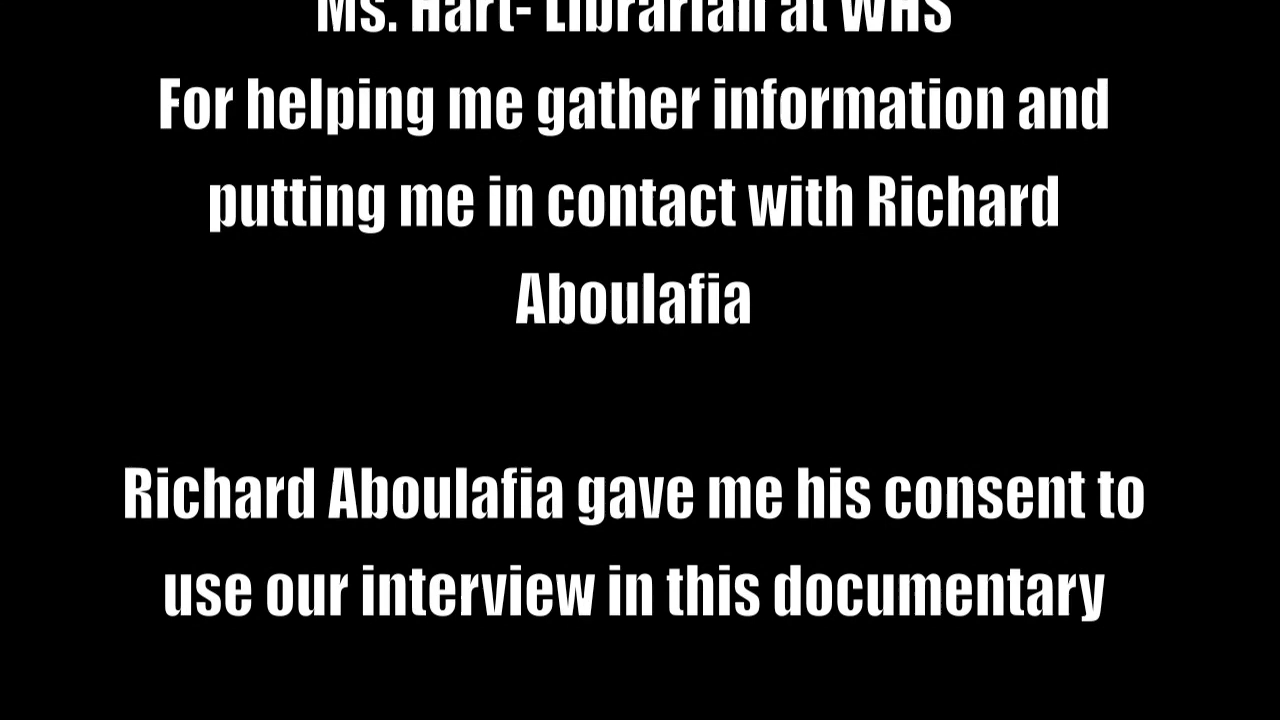 Ms. Hart- Librarian at WHS
For helping me gather information and
putting me in contact with Richard
Aboulafia
Richard Aboulafia gave me his consent to
use our interview in this documentary